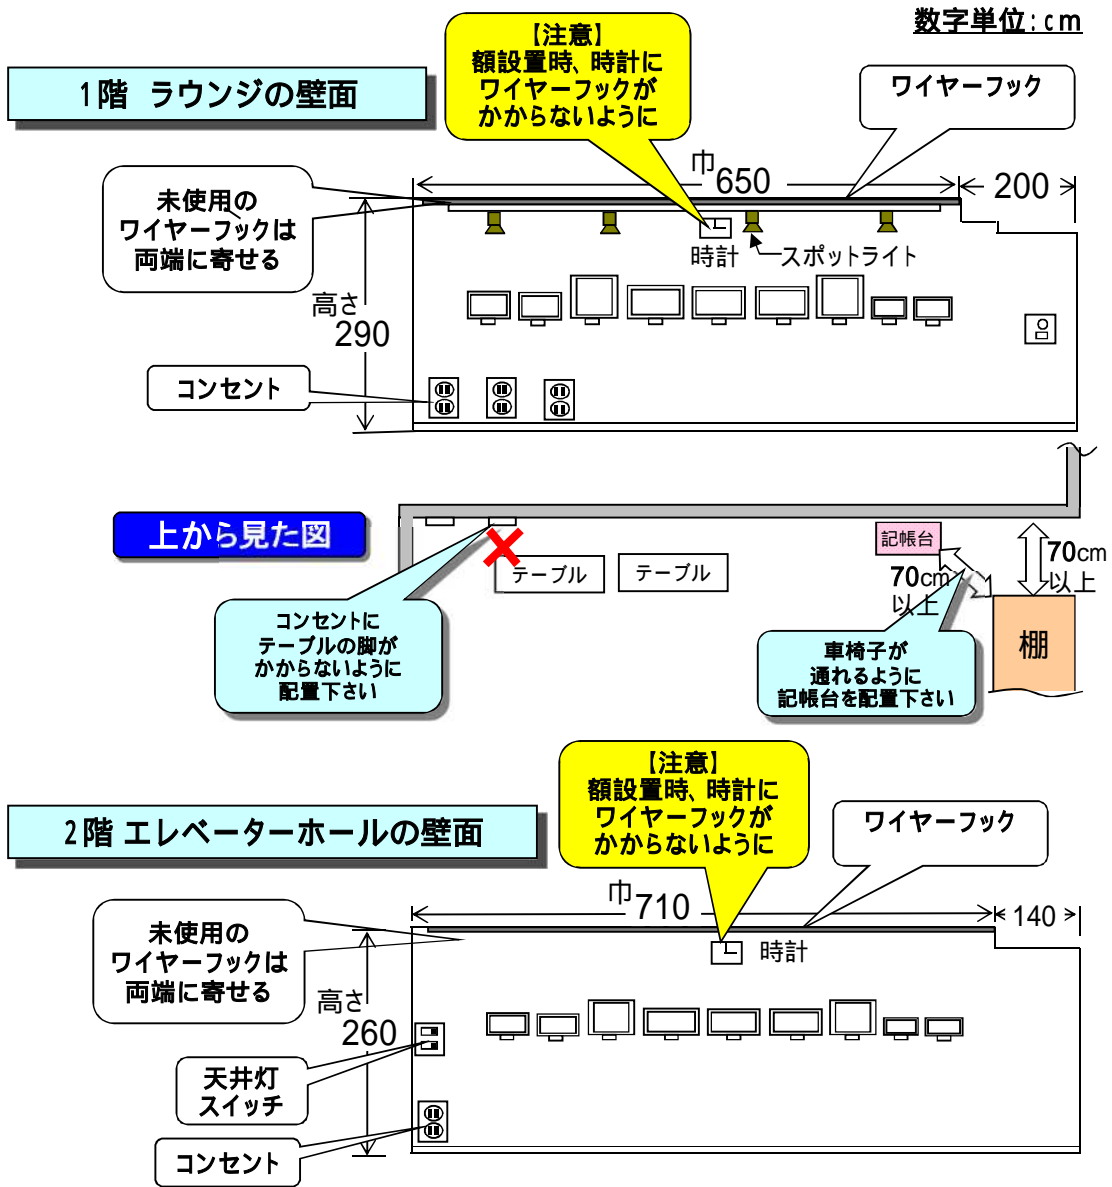 数字単位:cm
【注意】
額設置時、時計に
ワイヤーフックが
かからないように
1階 ラウンジの壁面
ワイヤーフック
巾
650
200
未使用の
ワイヤーフックは
両端に寄せる
時計
スポットライト
高さ
290
コンセント
上から見た図
記帳台
70cm
以上
テーブル
テーブル
70cm
以上
コンセントに
テーブルの脚が
かからないように
配置下さい
車椅子が
通れるように
記帳台を配置下さい
棚
【注意】
額設置時、時計に
ワイヤーフックが
かからないように
2階 エレベーターホールの壁面
ワイヤーフック
巾
710
140
未使用の
ワイヤーフックは
両端に寄せる
時計
高さ
260
天井灯
スイッチ
コンセント